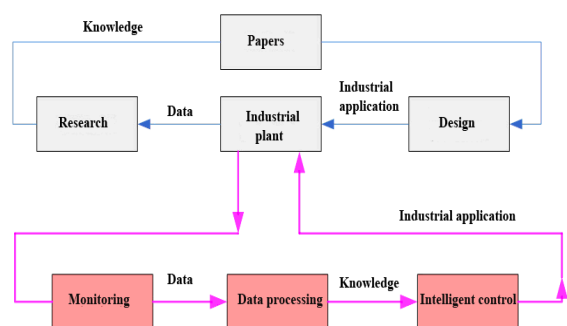 Knowledge
Papers
Industrial
application
Research
Data
Industrial
plant
Design
Industrial application
Monitoring
Data
Data processing
Knowledge
Intelligent control